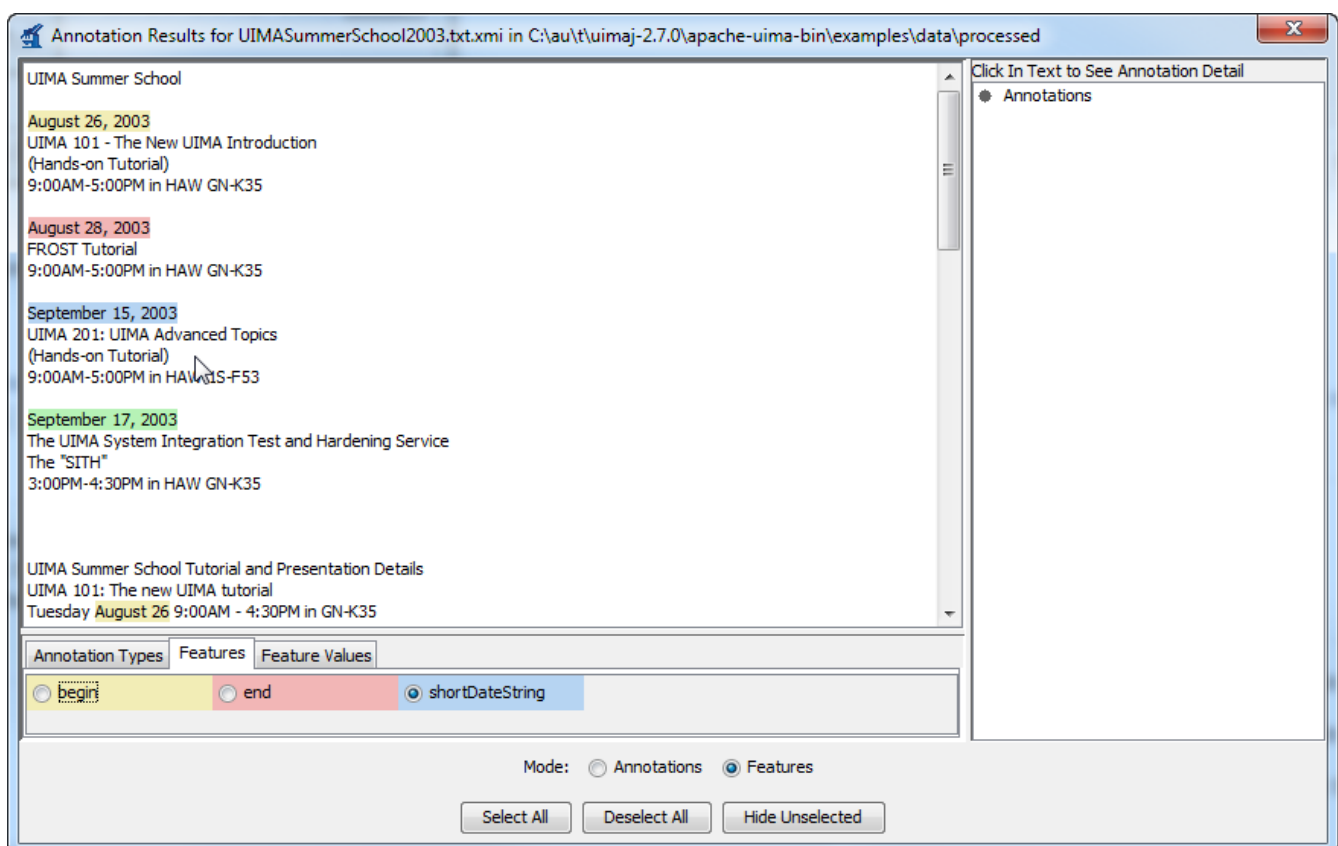 Annotation Results for UIMASummerSchool2003.txt.xmi in C:\au\t\uimaj-2.7.0\apache-uima-bin\examples\data\processed
UIMA Summer School
August 26, 2003
UIMA 101 - The New UIMA Introduction
(Hands-on Tutorial)
9:00AM-5:00PM in HAW GN-K35
August 28, 2003
FROST Tutorial
9:00AM-5:00PM in HAW GN-K35
September 15, 2003
UIMA 201: UIMA Advanced Topics
(Hands-on Tutorial)
9:00AM-5:00PM in HAW 1S-F53
September 17, 2003
The UIMA System Integration Test and Hardening Service
The "SITH"
3:00PM-4:30PM in HAW GN-K35
UIMA Summer School Tutorial and Presentation Details
UIMA 101: The new UIMA tutorial
Tuesday August 26 9:00AM - 4:30PM in GN-K35
Click In Text to See Annotation Detail
Annotations
Annotation Types Features Feature Values
begin end shortDateString
Mode: Annotations Features
Select All Deselect All Hide Unselected